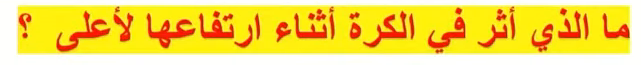 ما الذي أثر في الكرة أثناء ارتفاعها لأعلى ؟